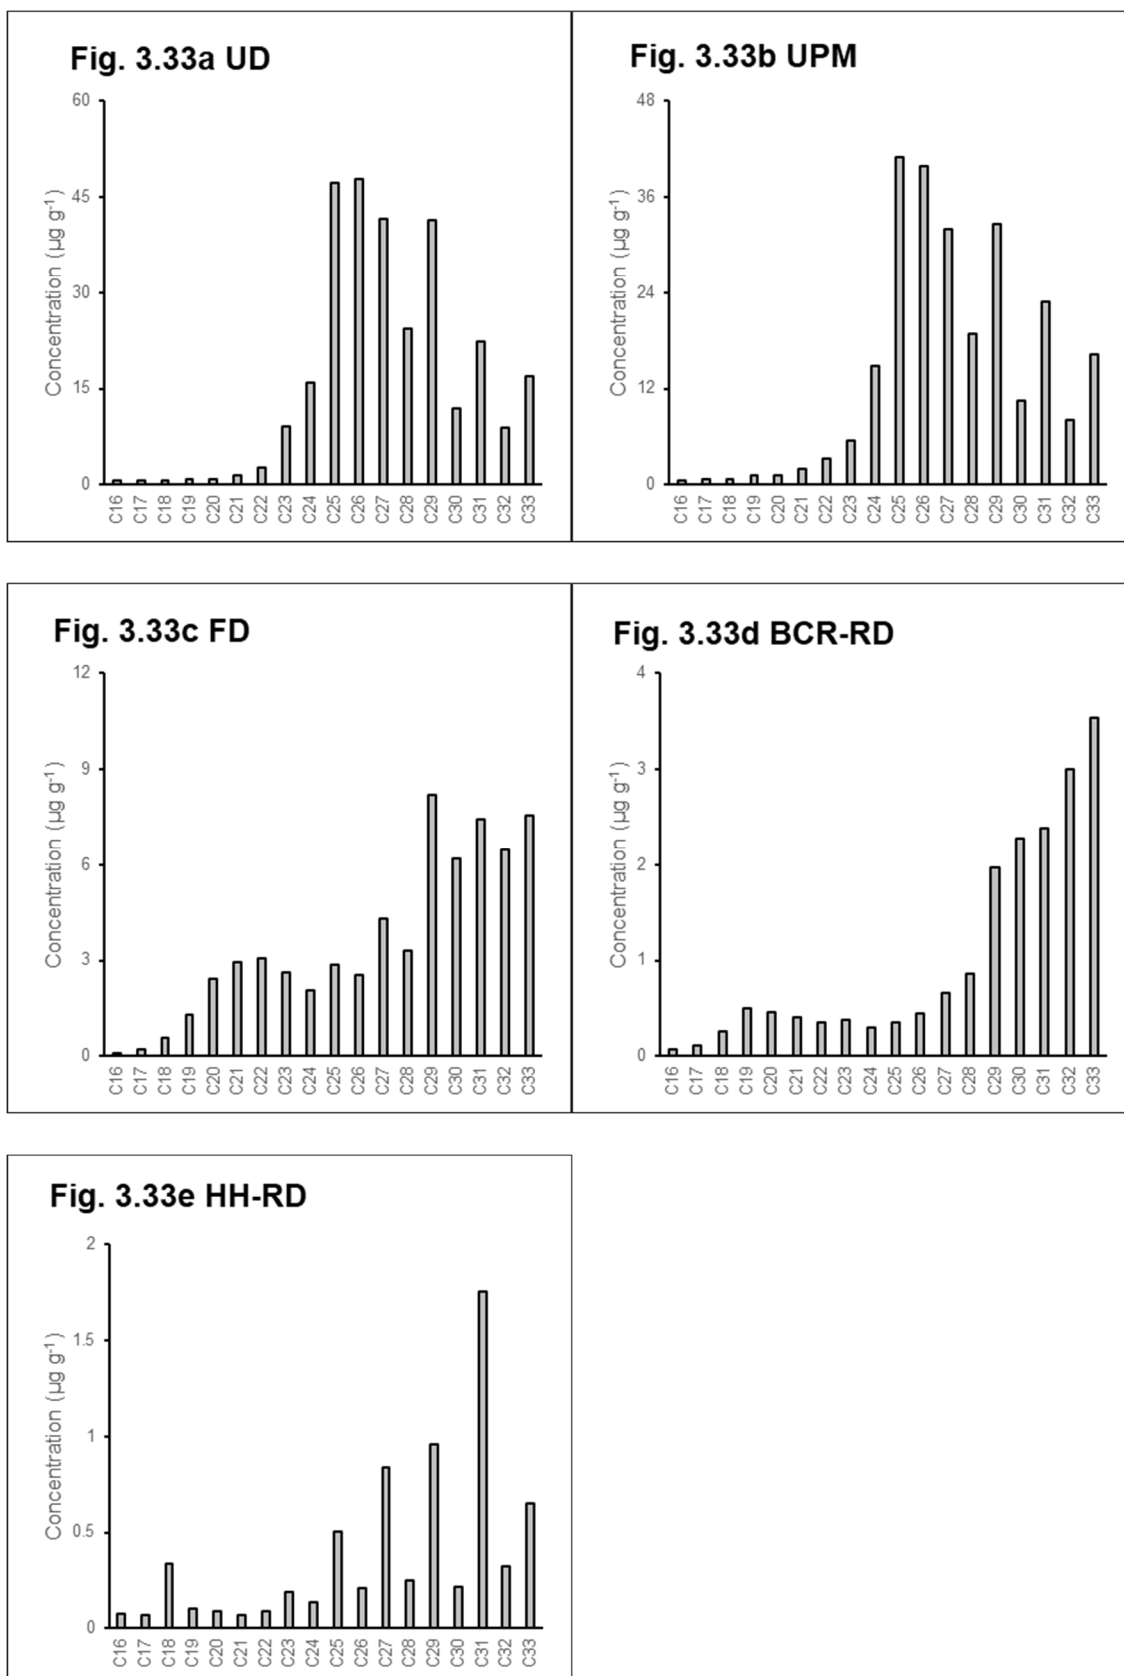 Fig. 3.33a UD
60
45
30
15
0
Concentration (µg g-1)
C16 C17 C18 C19 C20 C21 C22 C23 C24 C25 C26 C27 C28 C29 C30 C31 C32 C33
Fig. 3.33b UPM
48
36
24
12
0
Concentration (µg g-1)
C16 C17 C18 C19 C20 C21 C22 C23 C24 C25 C26 C27 C28 C29 C30 C31 C32 C33
Fig. 3.33c FD
12
9
6
3
0
Concentration (µg g-1)
C16 C17 C18 C19 C20 C21 C22 C23 C24 C25 C26 C27 C28 C29 C30 C31 C32 C33
Fig. 3.33d BCR-RD
4
3
2
1
0
Concentration (µg g-1)
C16 C17 C18 C19 C20 C21 C22 C23 C24 C25 C26 C27 C28 C29 C30 C31 C32 C33
Fig. 3.33e HH-RD
2
1.5
1
0.5
0
Concentration (µg g-1)
C16 C17 C18 C19 C20 C21 C22 C23 C24 C25 C26 C27 C28 C29 C30 C31 C32 C33